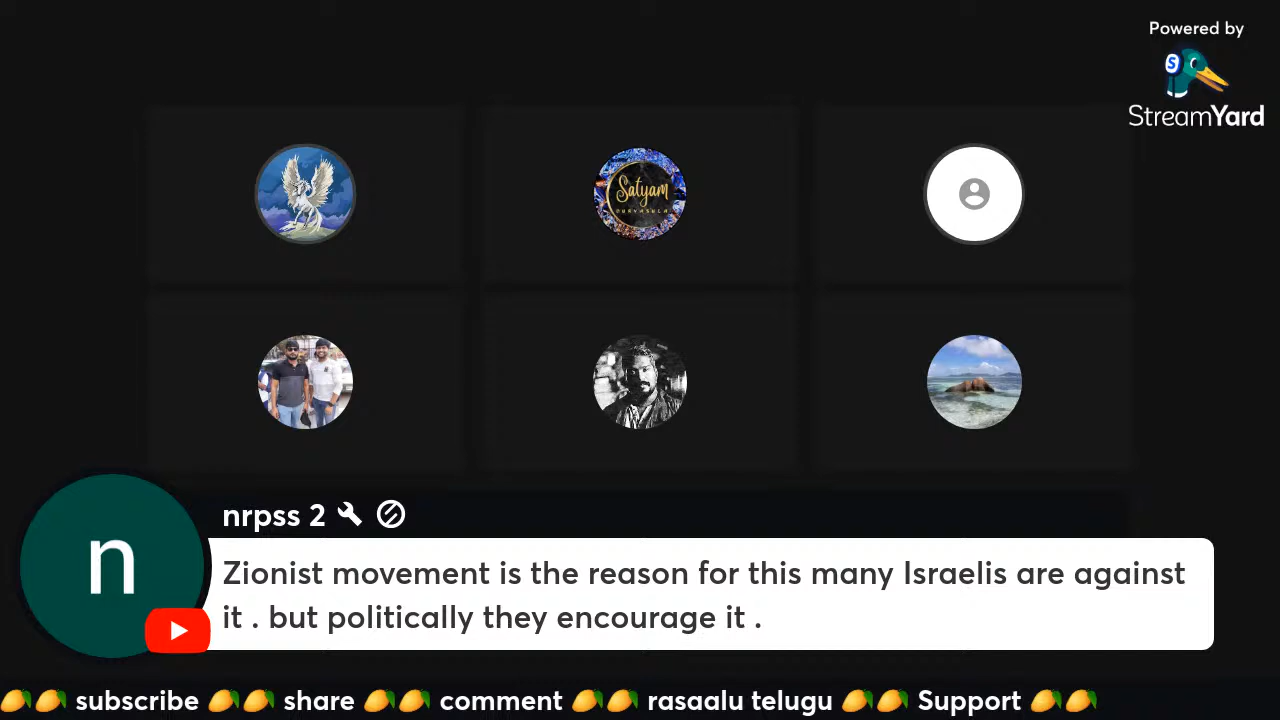 Powered by
StreamYard
Satyam
DURVASULA
nrpss 2
n
Zionist movement is the reason for this many Israelis are against
it . but politically they encourage it .
🥭🥭 subscribe 🥭🥭 share 🥭🥭 comment 🥭🥭 rasaalu telugu 🥭🥭 Support 🥭🥭